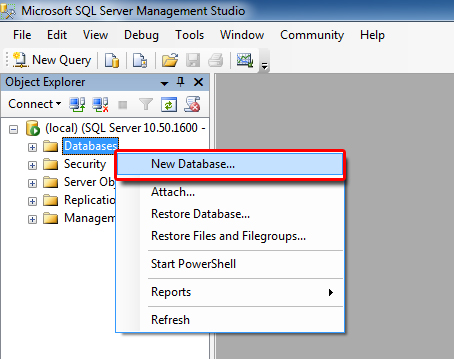 Microsoft SQL Server Management Studio
File Edit View Debug Tools Window Community Help
New Query
Object Explorer
Connect
(local) (SQL Server 10.50.1600 -
Databases
Security
Server Ob
Replicatio
Managem
New Database...
Attach...
Restore Database...
Restore Files and Filegroups...
Start PowerShell
Reports
Refresh